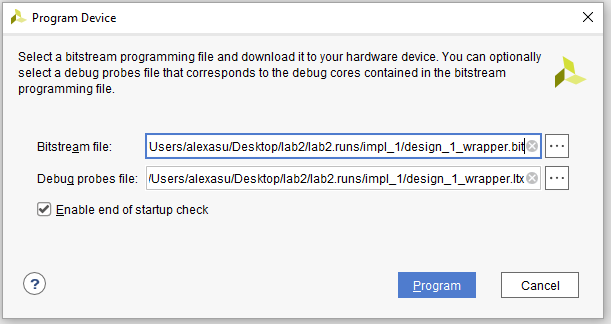 Program Device
Select a bitstream programming file and download it to your hardware device. You can optionally
select a debug probes file that corresponds to the debug cores contained in the bitstream
programming file.
Bitstream file: Users/alexasu/Desktop/lab2/lab2.runs/impl_1/design_1_wrapper.bit ...
Debug probes file: /Users/alexasu/Desktop/lab2/lab2.runs/impl_1/design_1_wrapper.ltx ...
Enable end of startup check
? Program Cancel